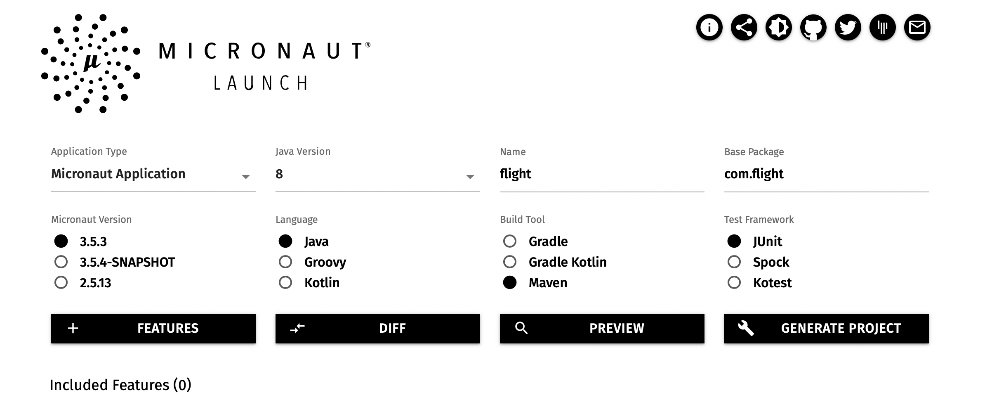 µ
MICRONAUT®
LAUNCH
Application Type
Micronaut Application
Java Version
8
Name
flight
Base Package
com.flight
Micronaut Version
3.5.3
3.5.4-SNAPSHOT
2.5.13
Language
Java
Groovy
Kotlin
Build Tool
Gradle
Gradle Kotlin
Maven
Test Framework
JUnit
Spock
Kotest
FEATURES
DIFF
PREVIEW
GENERATE PROJECT
Included Features (0)